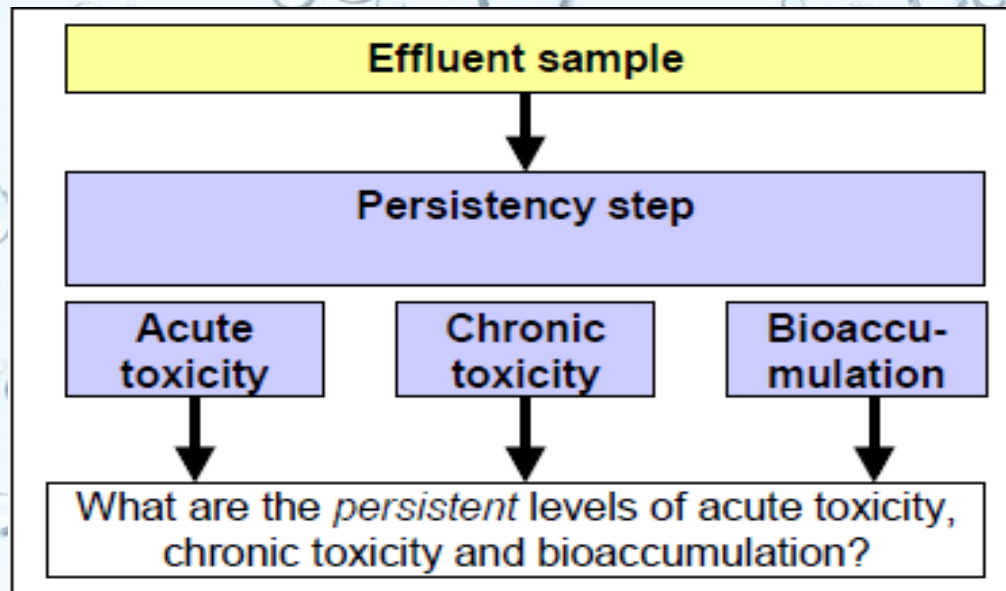 Effluent sample
Persistency step
Acute
toxicity
Chronic
toxicity
Bioaccu-
mulation
What are the persistent levels of acute toxicity,
chronic toxicity and bioaccumulation?